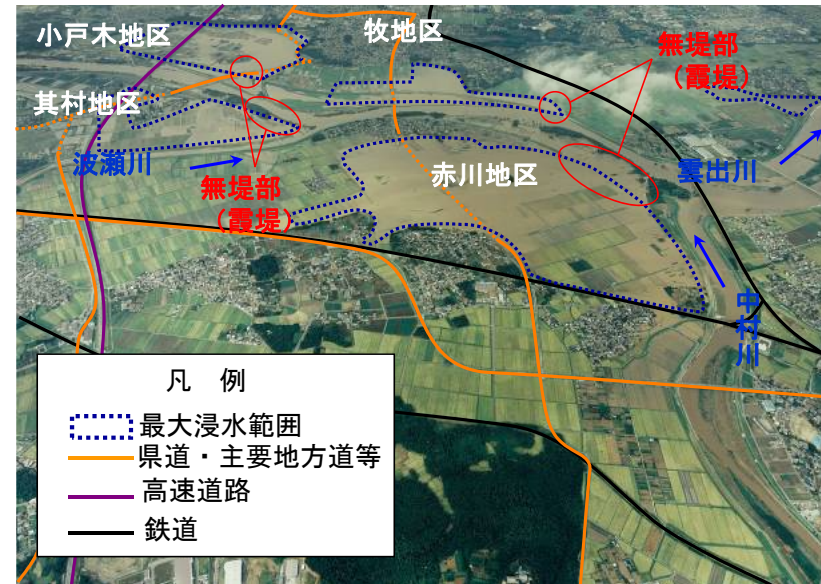 小戸木地区
牧地区
無堤部
（霞堤）
其村地区
波瀬川
無堤部
（霞堤）
赤川地区
雲出川
中村川
凡　例
最大浸水範囲
県道・主要地方道等
高速道路
鉄道